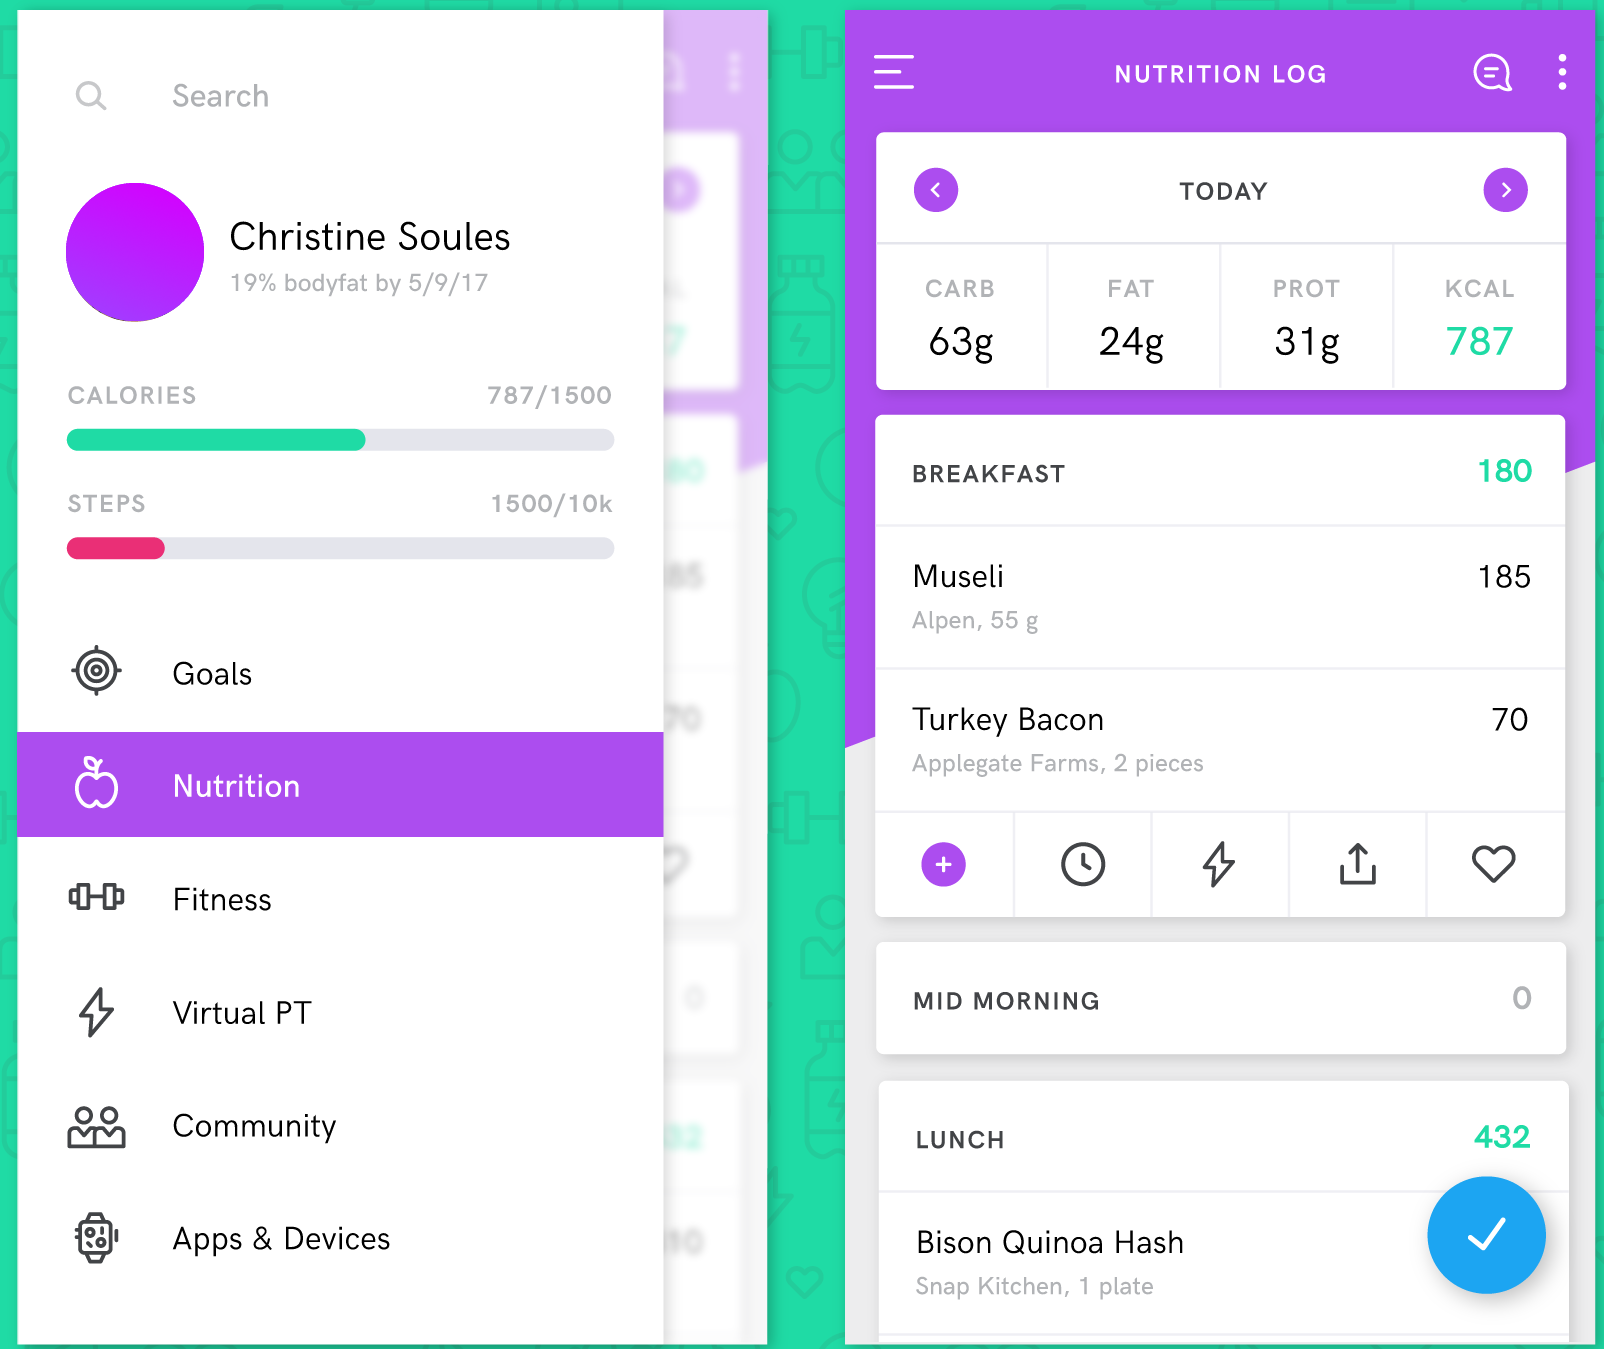 Search
Christine Soules
19% bodyfat by 5/9/17
CALORIES 787/1500
STEPS 1500/10k
Goals
Nutrition
Fitness
Virtual PT
Community
Apps & Devices
NUTRITION LOG
TODAY
CARB FAT PROT KCAL
63g 24g 31g 787
BREAKFAST 180
Museli 185
Alpen, 55 g
Turkey Bacon 70
Applegate Farms, 2 pieces
MID MORNING 0
LUNCH 432
Bison Quinoa Hash
Snap Kitchen, 1 plate